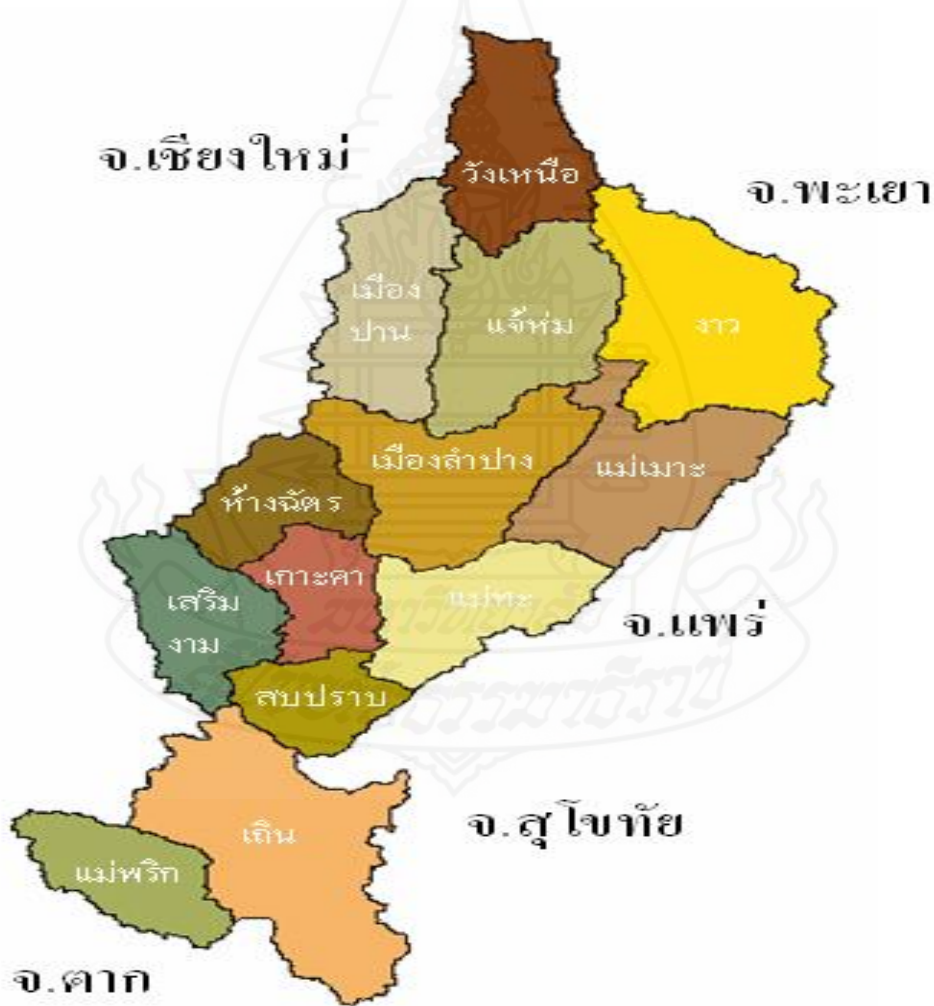 จ.เชียงใหม่
วังเหนือ
จ.พะเยา
เมือง
ปาน
แจ้ห่ม
งาว
เมืองลำปาง
แม่เมาะ
ห้างฉัตร
เกาะคา
แม่ทะ
เสริม
งาม
จ.แพร่
สบปราบ
เถิน
จ.สุโขทัย
แม่พริก
จ.ตาก